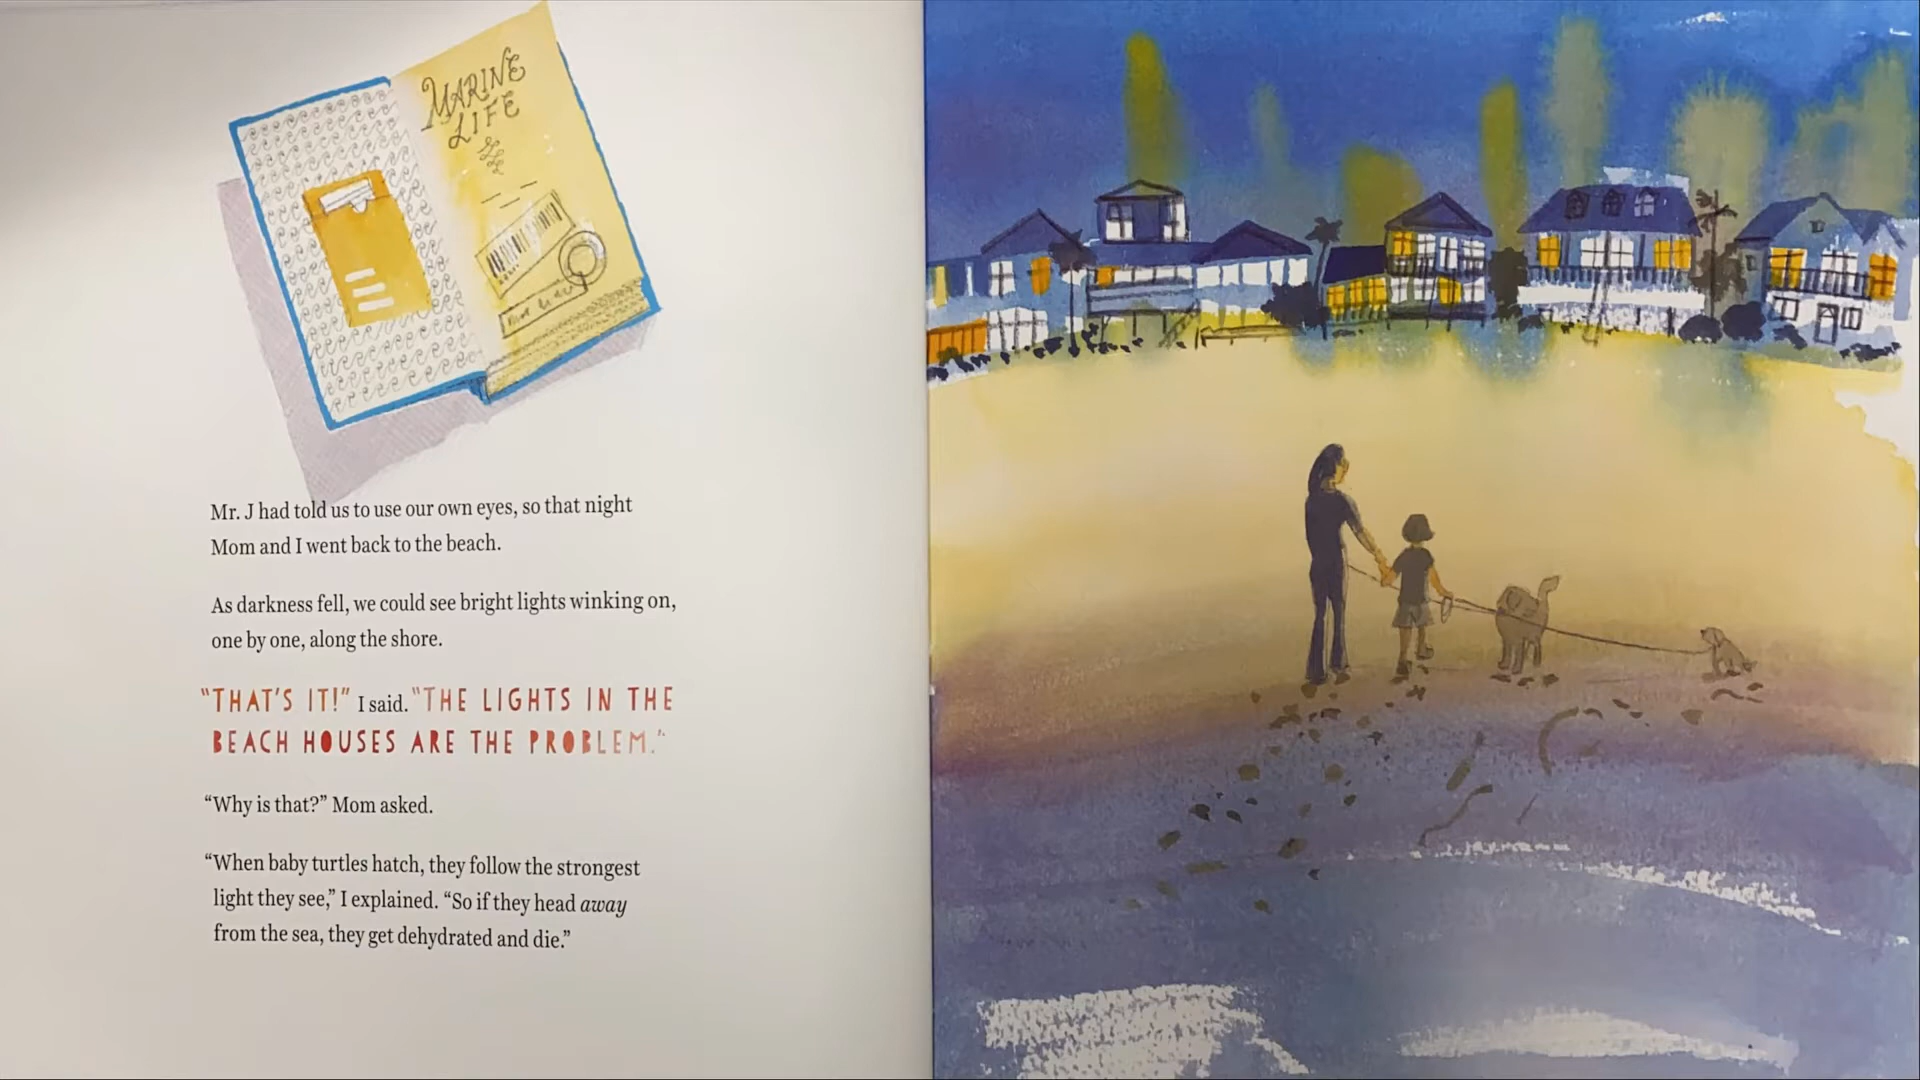 MARINE
LIFE
Mr. J had told us to use our own eyes, so that night
Mom and I went back to the beach.
As darkness fell, we could see bright lights winking on,
one by one, along the shore.
“THAT’S IT!” I said. “THE LIGHTS IN THE
BEACH HOUSES ARE THE PROBLEM.”
“Why is that?” Mom asked.
“When baby turtles hatch, they follow the strongest
light they see,” I explained. “So if they head away
from the sea, they get dehydrated and die.”